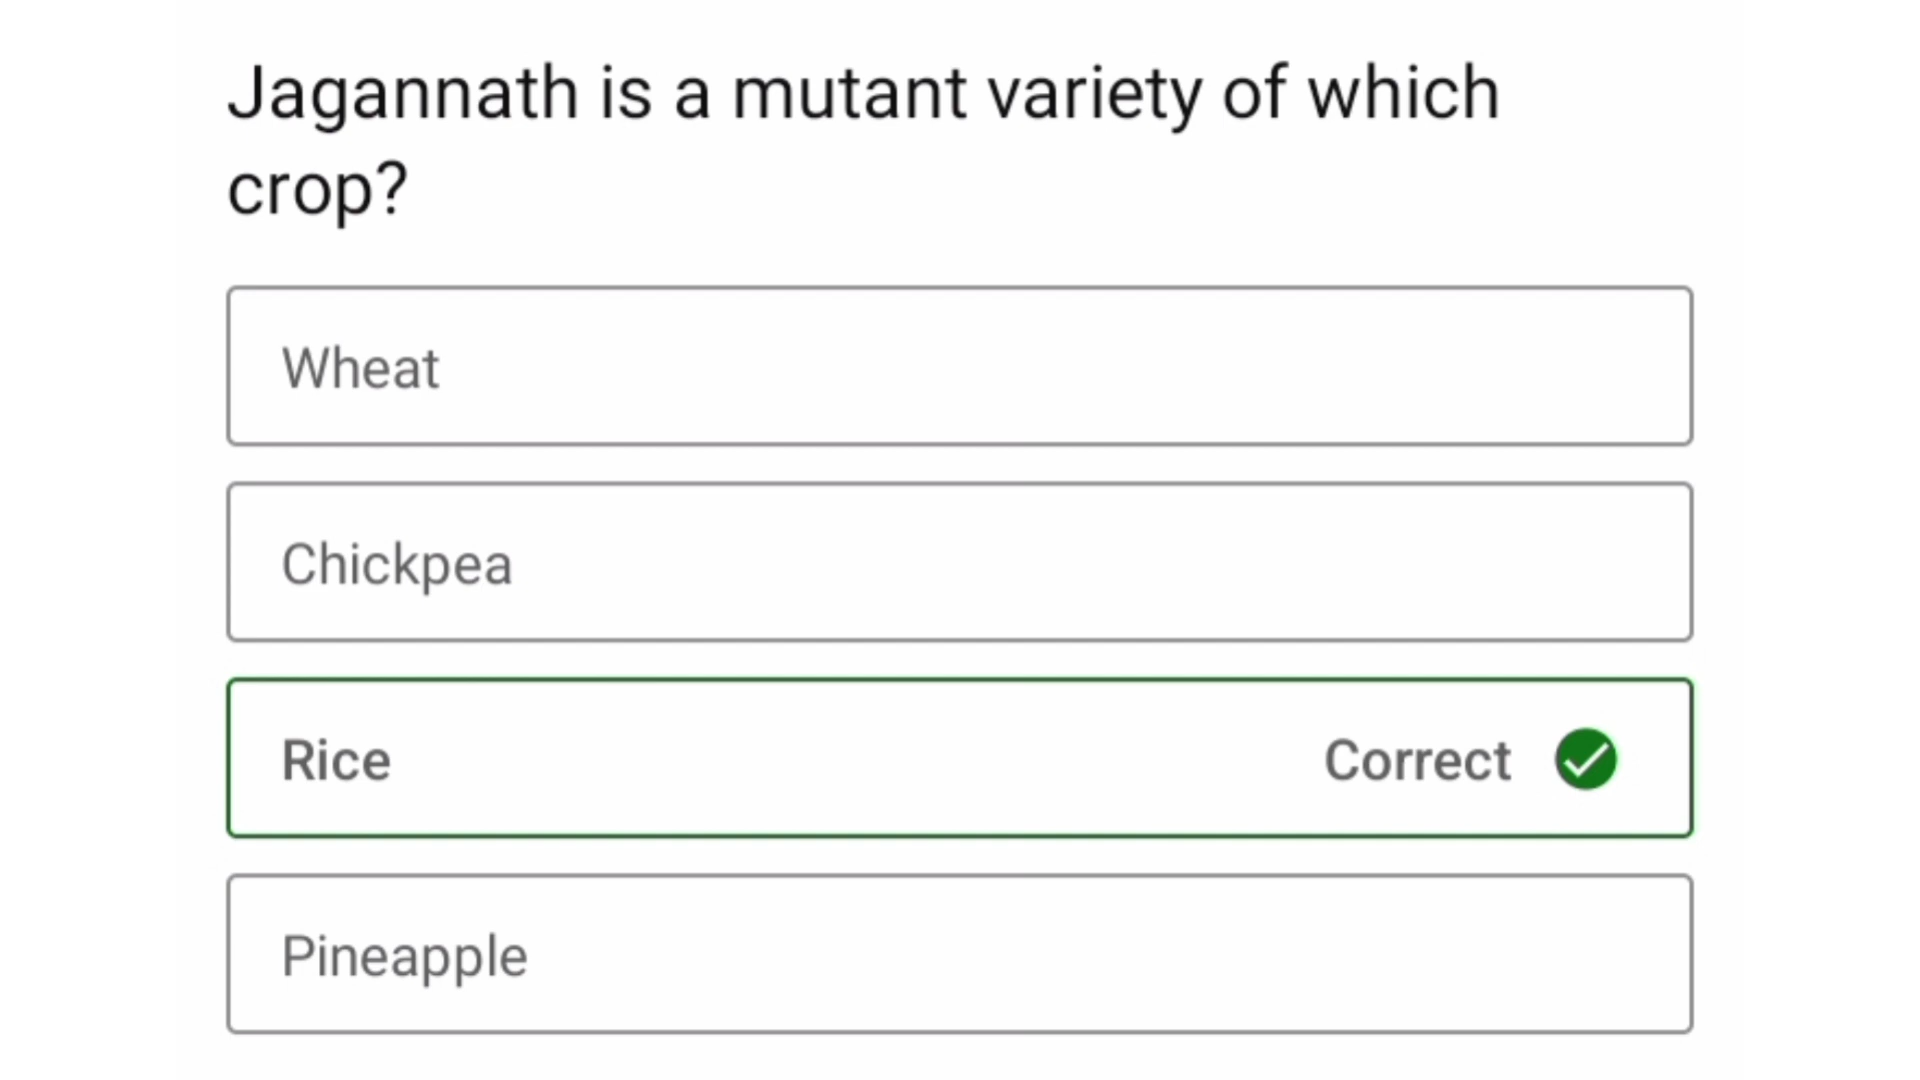 Jagannath is a mutant variety of which
crop?
Wheat
Chickpea
Rice Correct
Pineapple